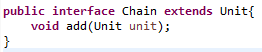 public interface Chain extends Unit{
    void add(Unit unit);
}